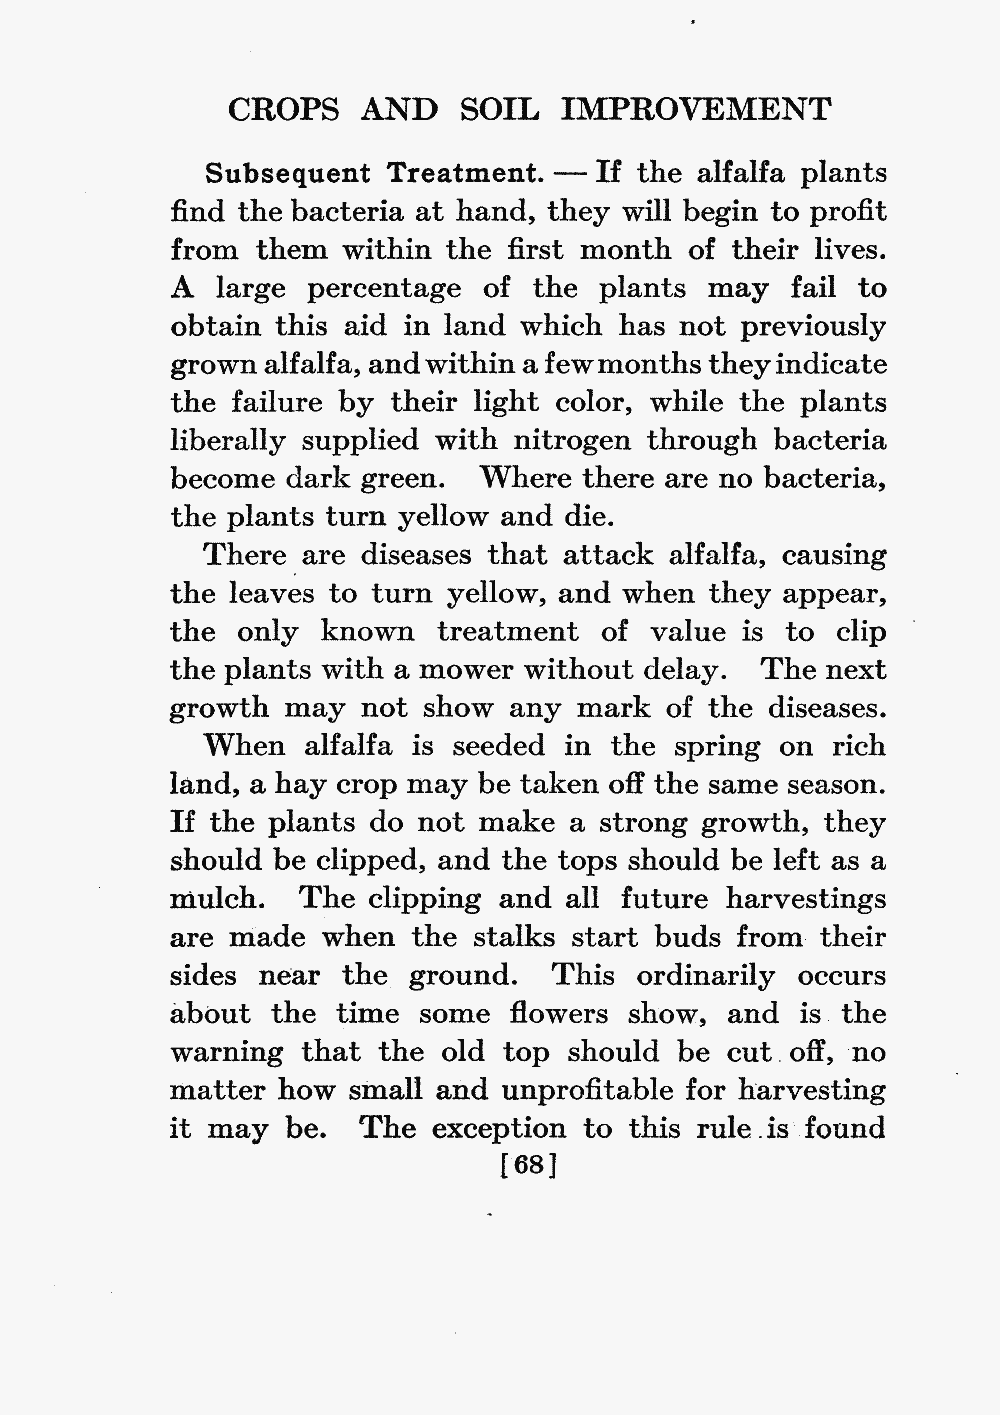 CROPS AND SOIL IMPROVEMENT
Subsequent Treatment. — If the alfalfa plants
find the bacteria at hand, they will begin to profit
from them within the first month of their lives.
A large percentage of the plants may fail to
obtain this aid in land which has not previously
grown alfalfa, and within a few months they indicate
the failure by their light color, while the plants
liberally supplied with nitrogen through bacteria
become dark green. Where there are no bacteria,
the plants turn yellow and die.
There are diseases that attack alfalfa, causing
the leaves to turn yellow, and when they appear,
the only known treatment of value is to clip
the plants with a mower without delay. The next
growth may not show any mark of the diseases.
When alfalfa is seeded in the spring on rich
land, a hay crop may be taken off the same season.
If the plants do not make a strong growth, they
should be clipped, and the tops should be left as a
mulch. The clipping and all future harvestings
are made when the stalks start buds from their
sides near the ground. This ordinarily occurs
about the time some flowers show, and is the
warning that the old top should be cut off, no
matter how small and unprofitable for harvesting
it may be. The exception to this rule is found
[68]